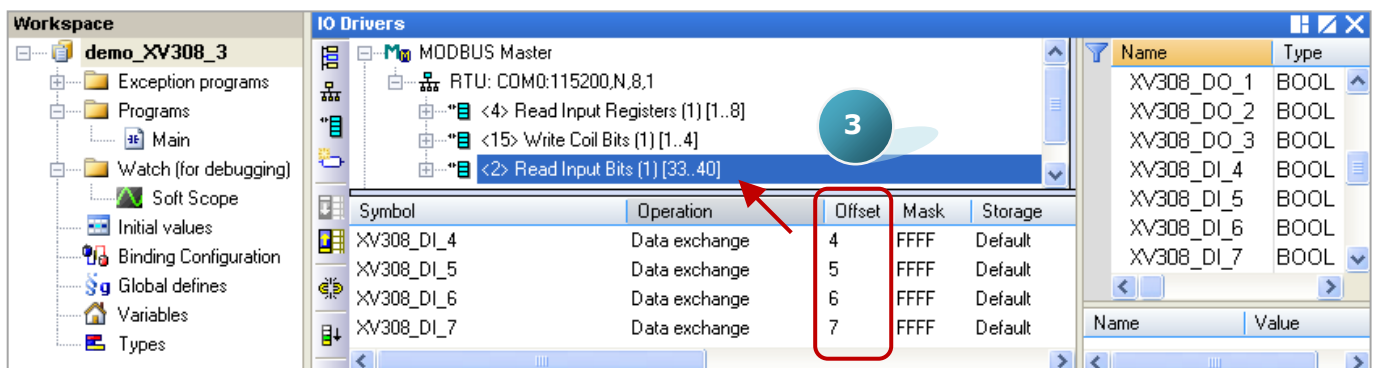 Workspace
demo_XV308_3
Exception programs
Programs
Main
Watch (for debugging)
Soft Scope
Initial values
Binding Configuration
Global defines
Variables
Types
IO Drivers
MODBUS Master
RTU: COM0:115200,N,8,1
<4> Read Input Registers (1) [1..8]
<15> Write Coil Bits (1) [1..4]
<2> Read Input Bits (1) [33..40]
3
Symbol Operation Offset Mask Storage
XV308_DI_4 Data exchange 4 FFFF Default
XV308_DI_5 Data exchange 5 FFFF Default
XV308_DI_6 Data exchange 6 FFFF Default
XV308_DI_7 Data exchange 7 FFFF Default
Name Type
XV308_DO_1 BOOL
XV308_DO_2 BOOL
XV308_DO_3 BOOL
XV308_DI_4 BOOL
XV308_DI_5 BOOL
XV308_DI_6 BOOL
XV308_DI_7 BOOL
Name Value